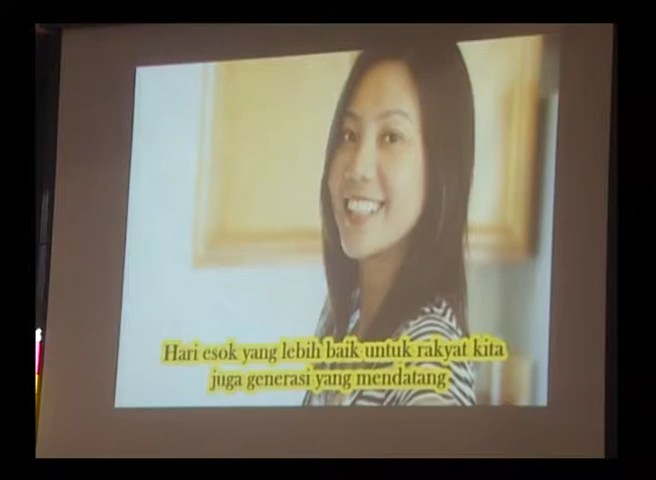 Hari esok yang lebih baik untuk rakyat kita
juga generasi yang mendatang